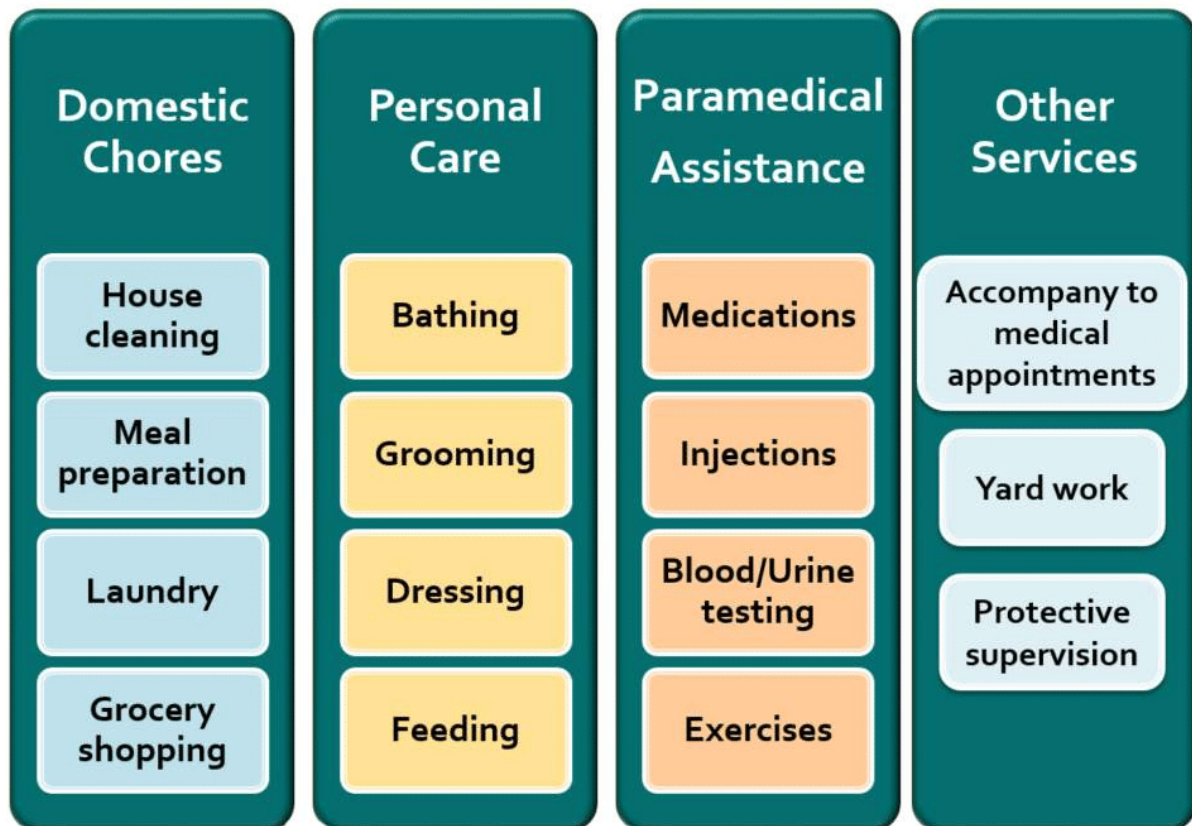 Domestic
Chores
House
cleaning
Meal
preparation
Laundry
Grocery
shopping
Personal
Care
Bathing
Grooming
Dressing
Feeding
Paramedical
Assistance
Medications
Injections
Blood/Urine
testing
Exercises
Other
Services
Accompany to
medical
appointments
Yard work
Protective
supervision